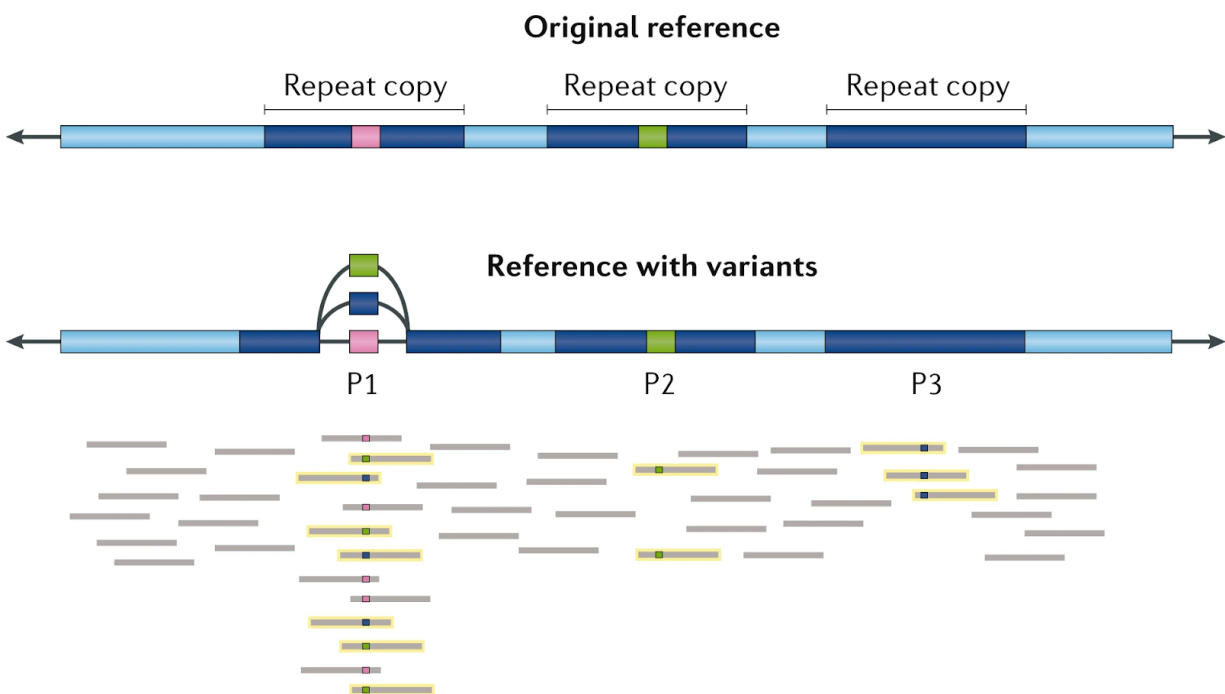 Original reference
Repeat copy Repeat copy Repeat copy
Reference with variants
P1 P2 P3